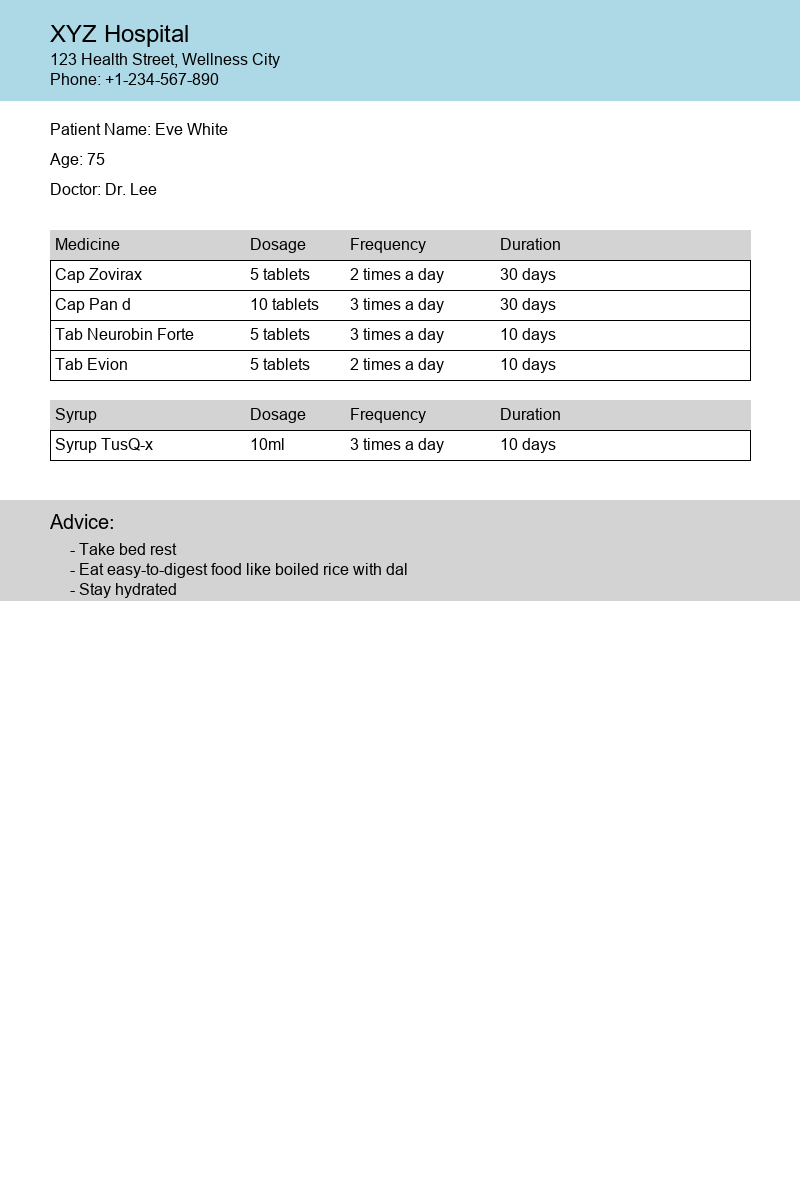 XYZ Hospital
123 Health Street, Wellness City
Phone: +1-234-567-890
Patient Name: Eve White
Age: 75
Doctor: Dr. Lee
Medicine Dosage Frequency Duration
Cap Zovirax 5 tablets 2 times a day 30 days
Cap Pan d 10 tablets 3 times a day 30 days
Tab Neurobin Forte 5 tablets 3 times a day 10 days
Tab Evion 5 tablets 2 times a day 10 days
Syrup Dosage Frequency Duration
Syrup TusQ-x 10ml 3 times a day 10 days
Advice:
- Take bed rest
- Eat easy-to-digest food like boiled rice with dal
- Stay hydrated